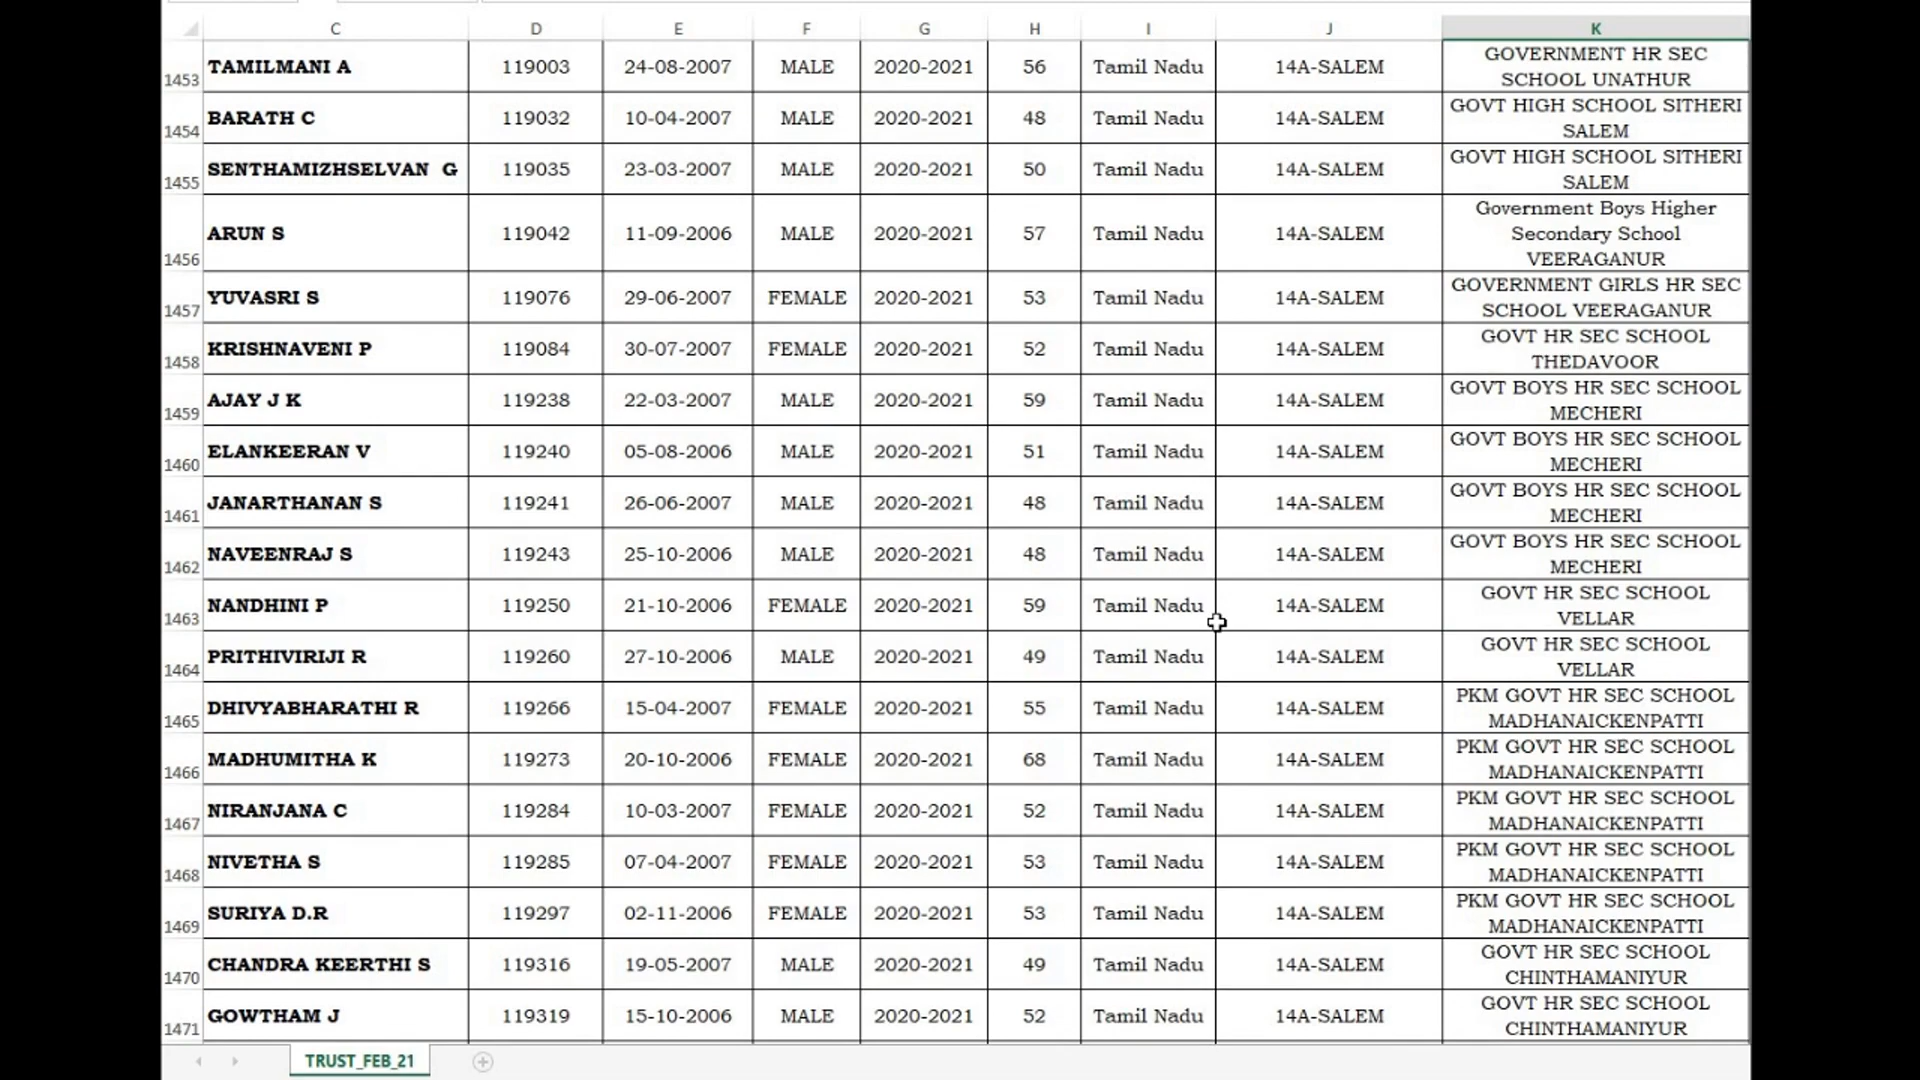 C D E F G H I J K
1453 TAMILMANI A 119003 24-08-2007 MALE 2020-2021 56 Tamil Nadu 14A-SALEM GOVERNMENT HR SEC
SCHOOL UNATHUR
1454 BARATH C 119032 10-04-2007 MALE 2020-2021 48 Tamil Nadu 14A-SALEM GOVT HIGH SCHOOL SITHERI
SALEM
1455 SENTHAMIZHSELVAN G 119035 23-03-2007 MALE 2020-2021 50 Tamil Nadu 14A-SALEM GOVT HIGH SCHOOL SITHERI
SALEM
1456 ARUN S 119042 11-09-2006 MALE 2020-2021 57 Tamil Nadu 14A-SALEM Government Boys Higher
Secondary School
VEERAGANUR
1457 YUVASRI S 119076 29-06-2007 FEMALE 2020-2021 53 Tamil Nadu 14A-SALEM GOVERNMENT GIRLS HR SEC
SCHOOL VEERAGANUR
1458 KRISHNAVENI P 119084 30-07-2007 FEMALE 2020-2021 52 Tamil Nadu 14A-SALEM GOVT HR SEC SCHOOL
THEDAVOOR
1459 AJAY J K 119238 22-03-2007 MALE 2020-2021 59 Tamil Nadu 14A-SALEM GOVT BOYS HR SEC SCHOOL
MECHERI
1460 ELANKEERAN V 119240 05-08-2006 MALE 2020-2021 51 Tamil Nadu 14A-SALEM GOVT BOYS HR SEC SCHOOL
MECHERI
1461 JANARTHANAN S 119241 26-06-2007 MALE 2020-2021 48 Tamil Nadu 14A-SALEM GOVT BOYS HR SEC SCHOOL
MECHERI
1462 NAVEENRAJ S 119243 25-10-2006 MALE 2020-2021 48 Tamil Nadu 14A-SALEM GOVT BOYS HR SEC SCHOOL
MECHERI
1463 NANDHINI P 119250 21-10-2006 FEMALE 2020-2021 59 Tamil Nadu 14A-SALEM GOVT HR SEC SCHOOL
VELLAR
1464 PRITHIVIRIJI R 119260 27-10-2006 MALE 2020-2021 49 Tamil Nadu 14A-SALEM GOVT HR SEC SCHOOL
VELLAR
1465 DHIVYABHARATHI R 119266 15-04-2007 FEMALE 2020-2021 55 Tamil Nadu 14A-SALEM PKM GOVT HR SEC SCHOOL
MADHANAICKENPATTI
1466 MADHUMITHA K 119273 20-10-2006 FEMALE 2020-2021 68 Tamil Nadu 14A-SALEM PKM GOVT HR SEC SCHOOL
MADHANAICKENPATTI
1467 NIRANJANA C 119284 10-03-2007 FEMALE 2020-2021 52 Tamil Nadu 14A-SALEM PKM GOVT HR SEC SCHOOL
MADHANAICKENPATTI
1468 NIVETHA S 119285 07-04-2007 FEMALE 2020-2021 53 Tamil Nadu 14A-SALEM PKM GOVT HR SEC SCHOOL
MADHANAICKENPATTI
1469 SURIYA D.R 119297 02-11-2006 FEMALE 2020-2021 53 Tamil Nadu 14A-SALEM PKM GOVT HR SEC SCHOOL
MADHANAICKENPATTI
1470 CHANDRA KEERTHI S 119316 19-05-2007 MALE 2020-2021 49 Tamil Nadu 14A-SALEM GOVT HR SEC SCHOOL
CHINTHAMANIYUR
1471 GOWTHAM J 119319 15-10-2006 MALE 2020-2021 52 Tamil Nadu 14A-SALEM GOVT HR SEC SCHOOL
CHINTHAMANIYUR
TRUST_FEB_21